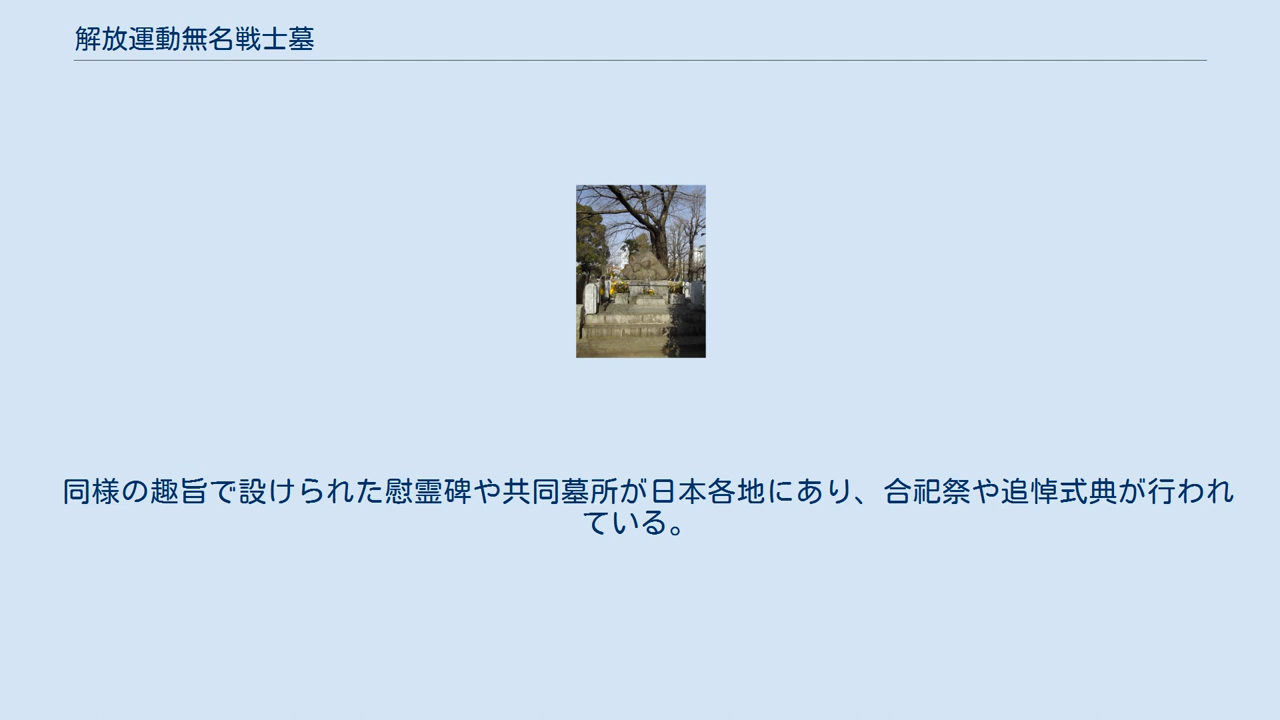 解放運動無名戦士墓
同様の趣旨で設けられた慰霊碑や共同墓所が日本各地にあり、合祀祭や追悼式典が行われ
ている。